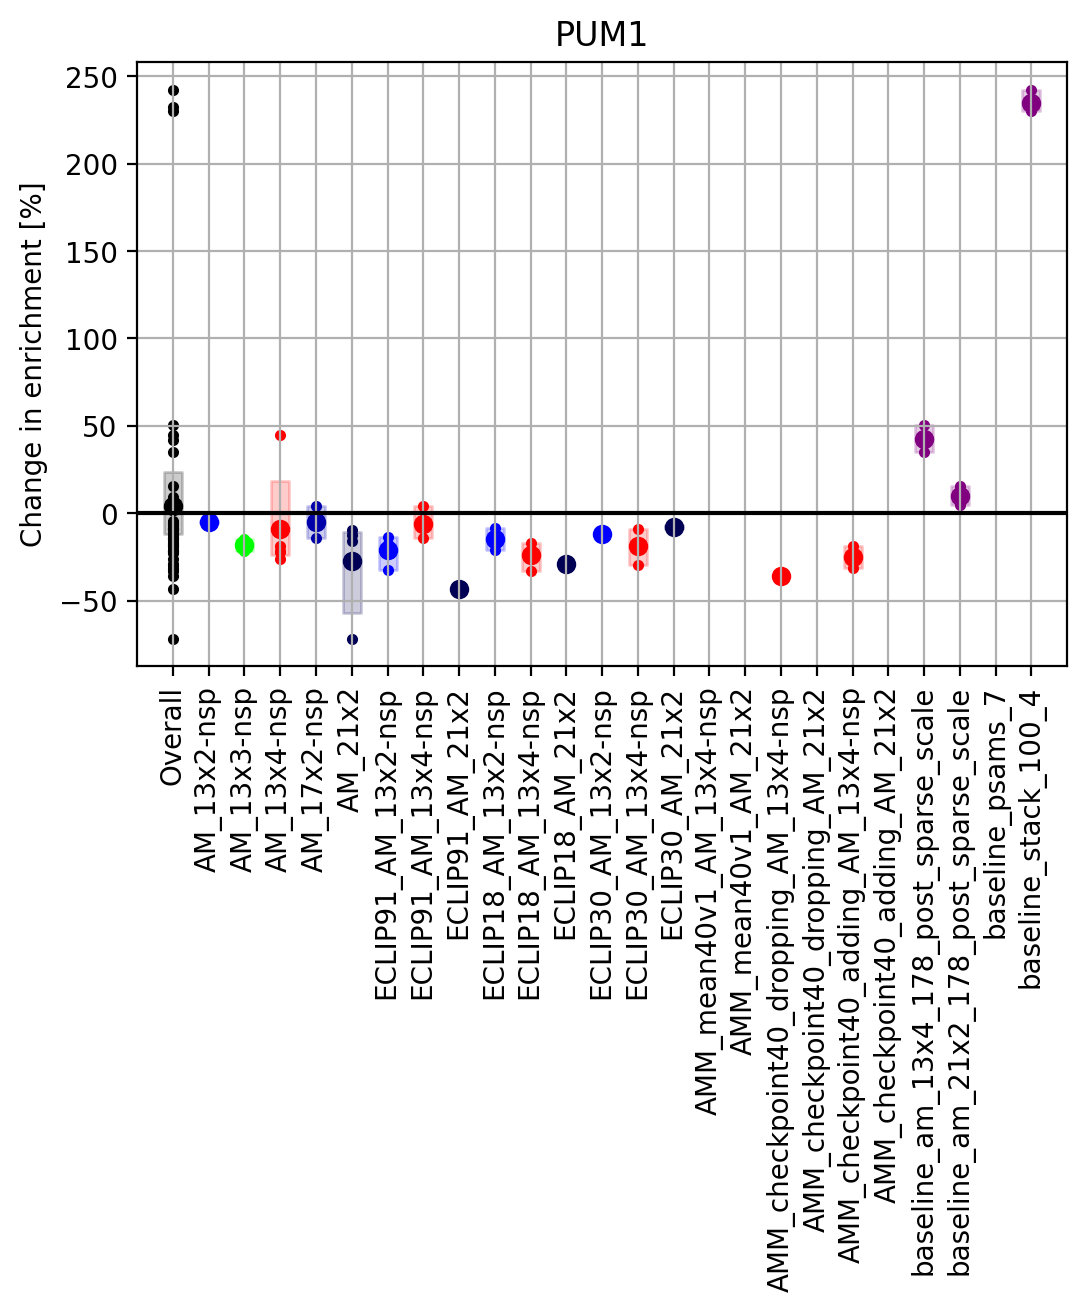 PUM1
Change in enrichment [%]
250
200
150
100
50
0
−50
Overall
AM_13x2-nsp
AM_13x3-nsp
AM_13x4-nsp
AM_17x2-nsp
AM_21x2
ECLIP91_AM_13x2-nsp
ECLIP91_AM_13x4-nsp
ECLIP91_AM_21x2
ECLIP18_AM_13x2-nsp
ECLIP18_AM_13x4-nsp
ECLIP18_AM_21x2
ECLIP30_AM_13x2-nsp
ECLIP30_AM_13x4-nsp
ECLIP30_AM_21x2
AMM_mean40v1_AM_13x4-nsp
AMM_mean40v1_AM_21x2
AMM_checkpoint40_dropping_AM_13x4-nsp
AMM_checkpoint40_dropping_AM_21x2
AMM_checkpoint40_adding_AM_13x4-nsp
AMM_checkpoint40_adding_AM_21x2
baseline_am_13x4_178_post_sparse_scale
baseline_am_21x2_178_post_sparse_scale
baseline_psams_7
baseline_stack_100_4